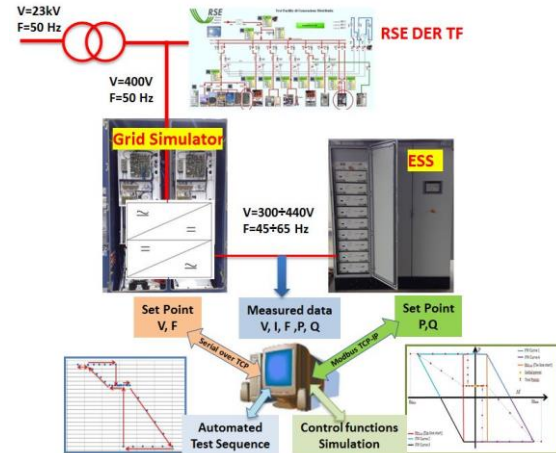 V=23kV
F=50 Hz
RSE
RSE DER TF
V=400V
F=50 Hz
Grid Simulator
ESS
V=300÷440V
F=45÷65 Hz
Set Point
V, F
Measured data
V, I, F ,P, Q
Set Point
P,Q
Serial over TCP
Modbus TCP-IP
Automated
Test Sequence
Control functions
Simulation